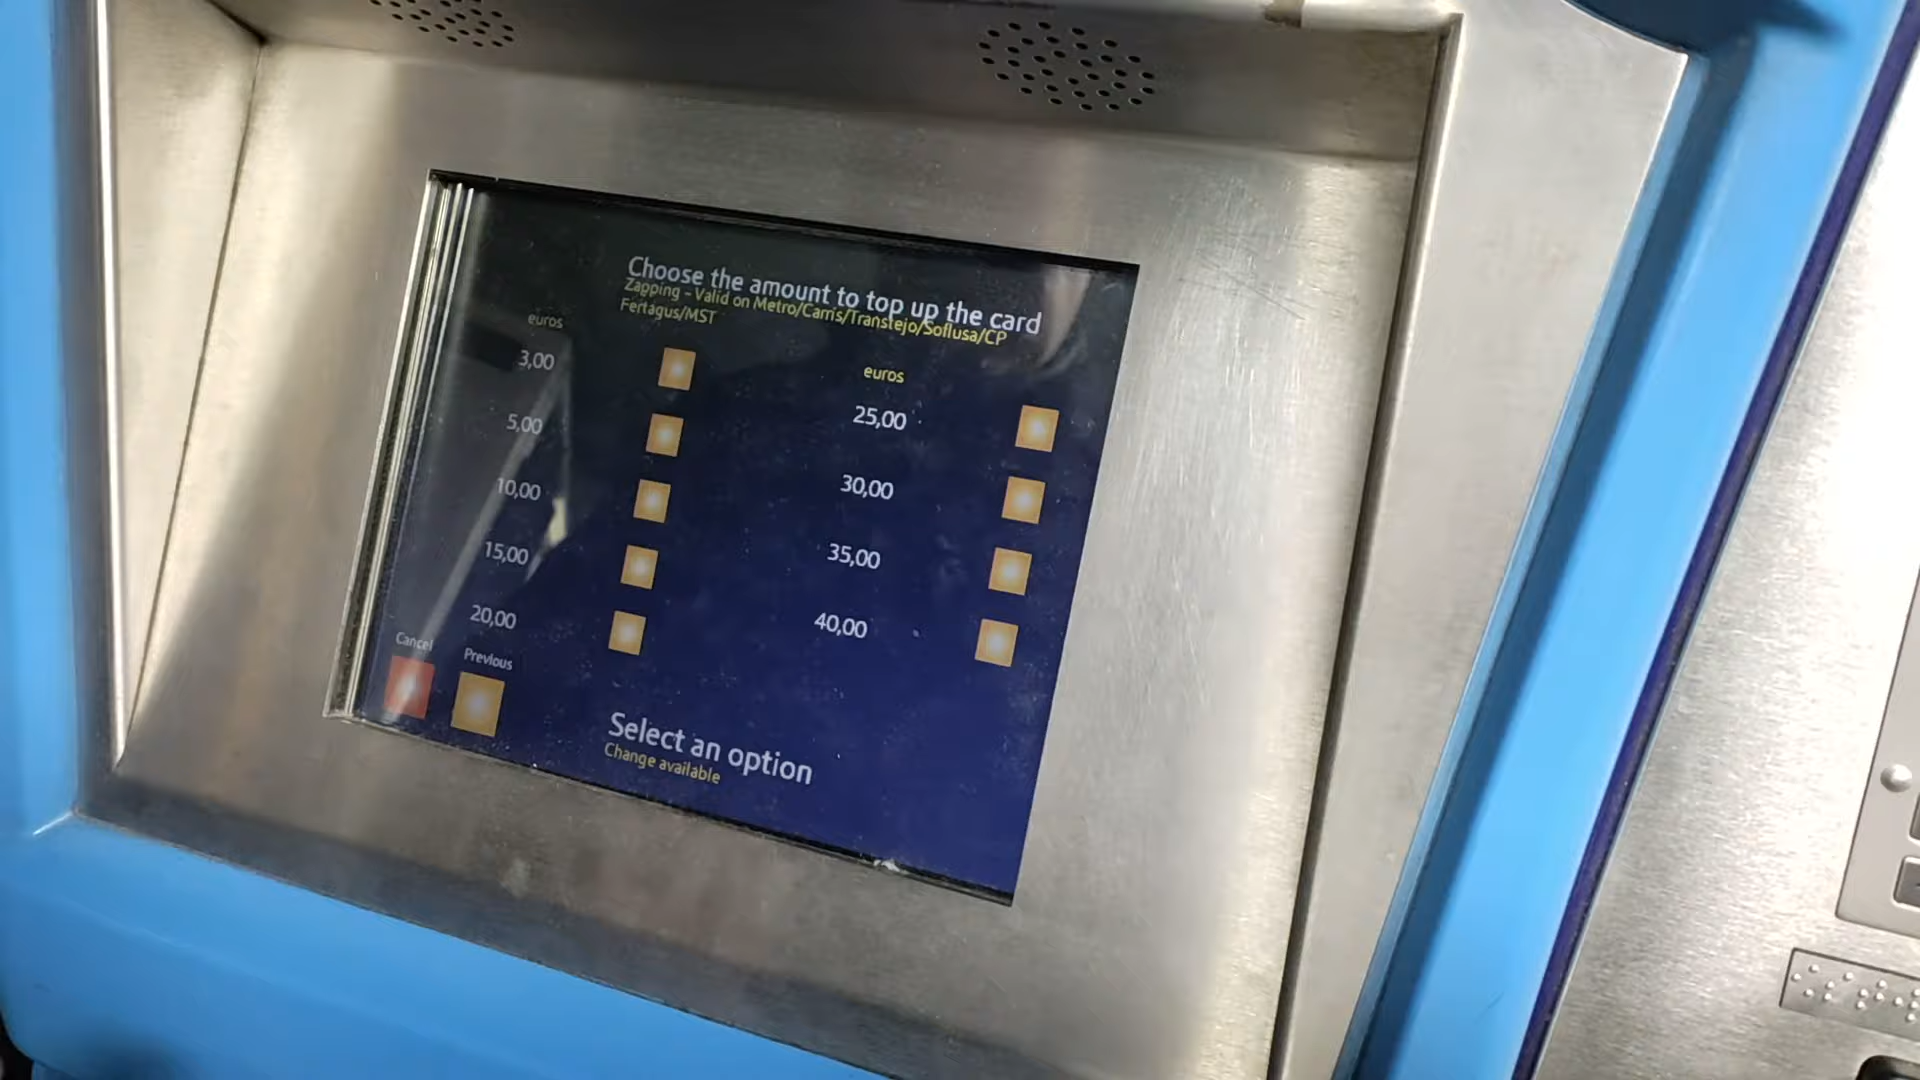 Choose the amount to top up the card
Zapping - Valid on Metro/Carris/Transtejo/Soflusa/CP
Fertagus/MST
euros
3,00
5,00
10,00
15,00
20,00
euros
25,00
30,00
35,00
40,00
Cancel
Previous
Select an option
Change available